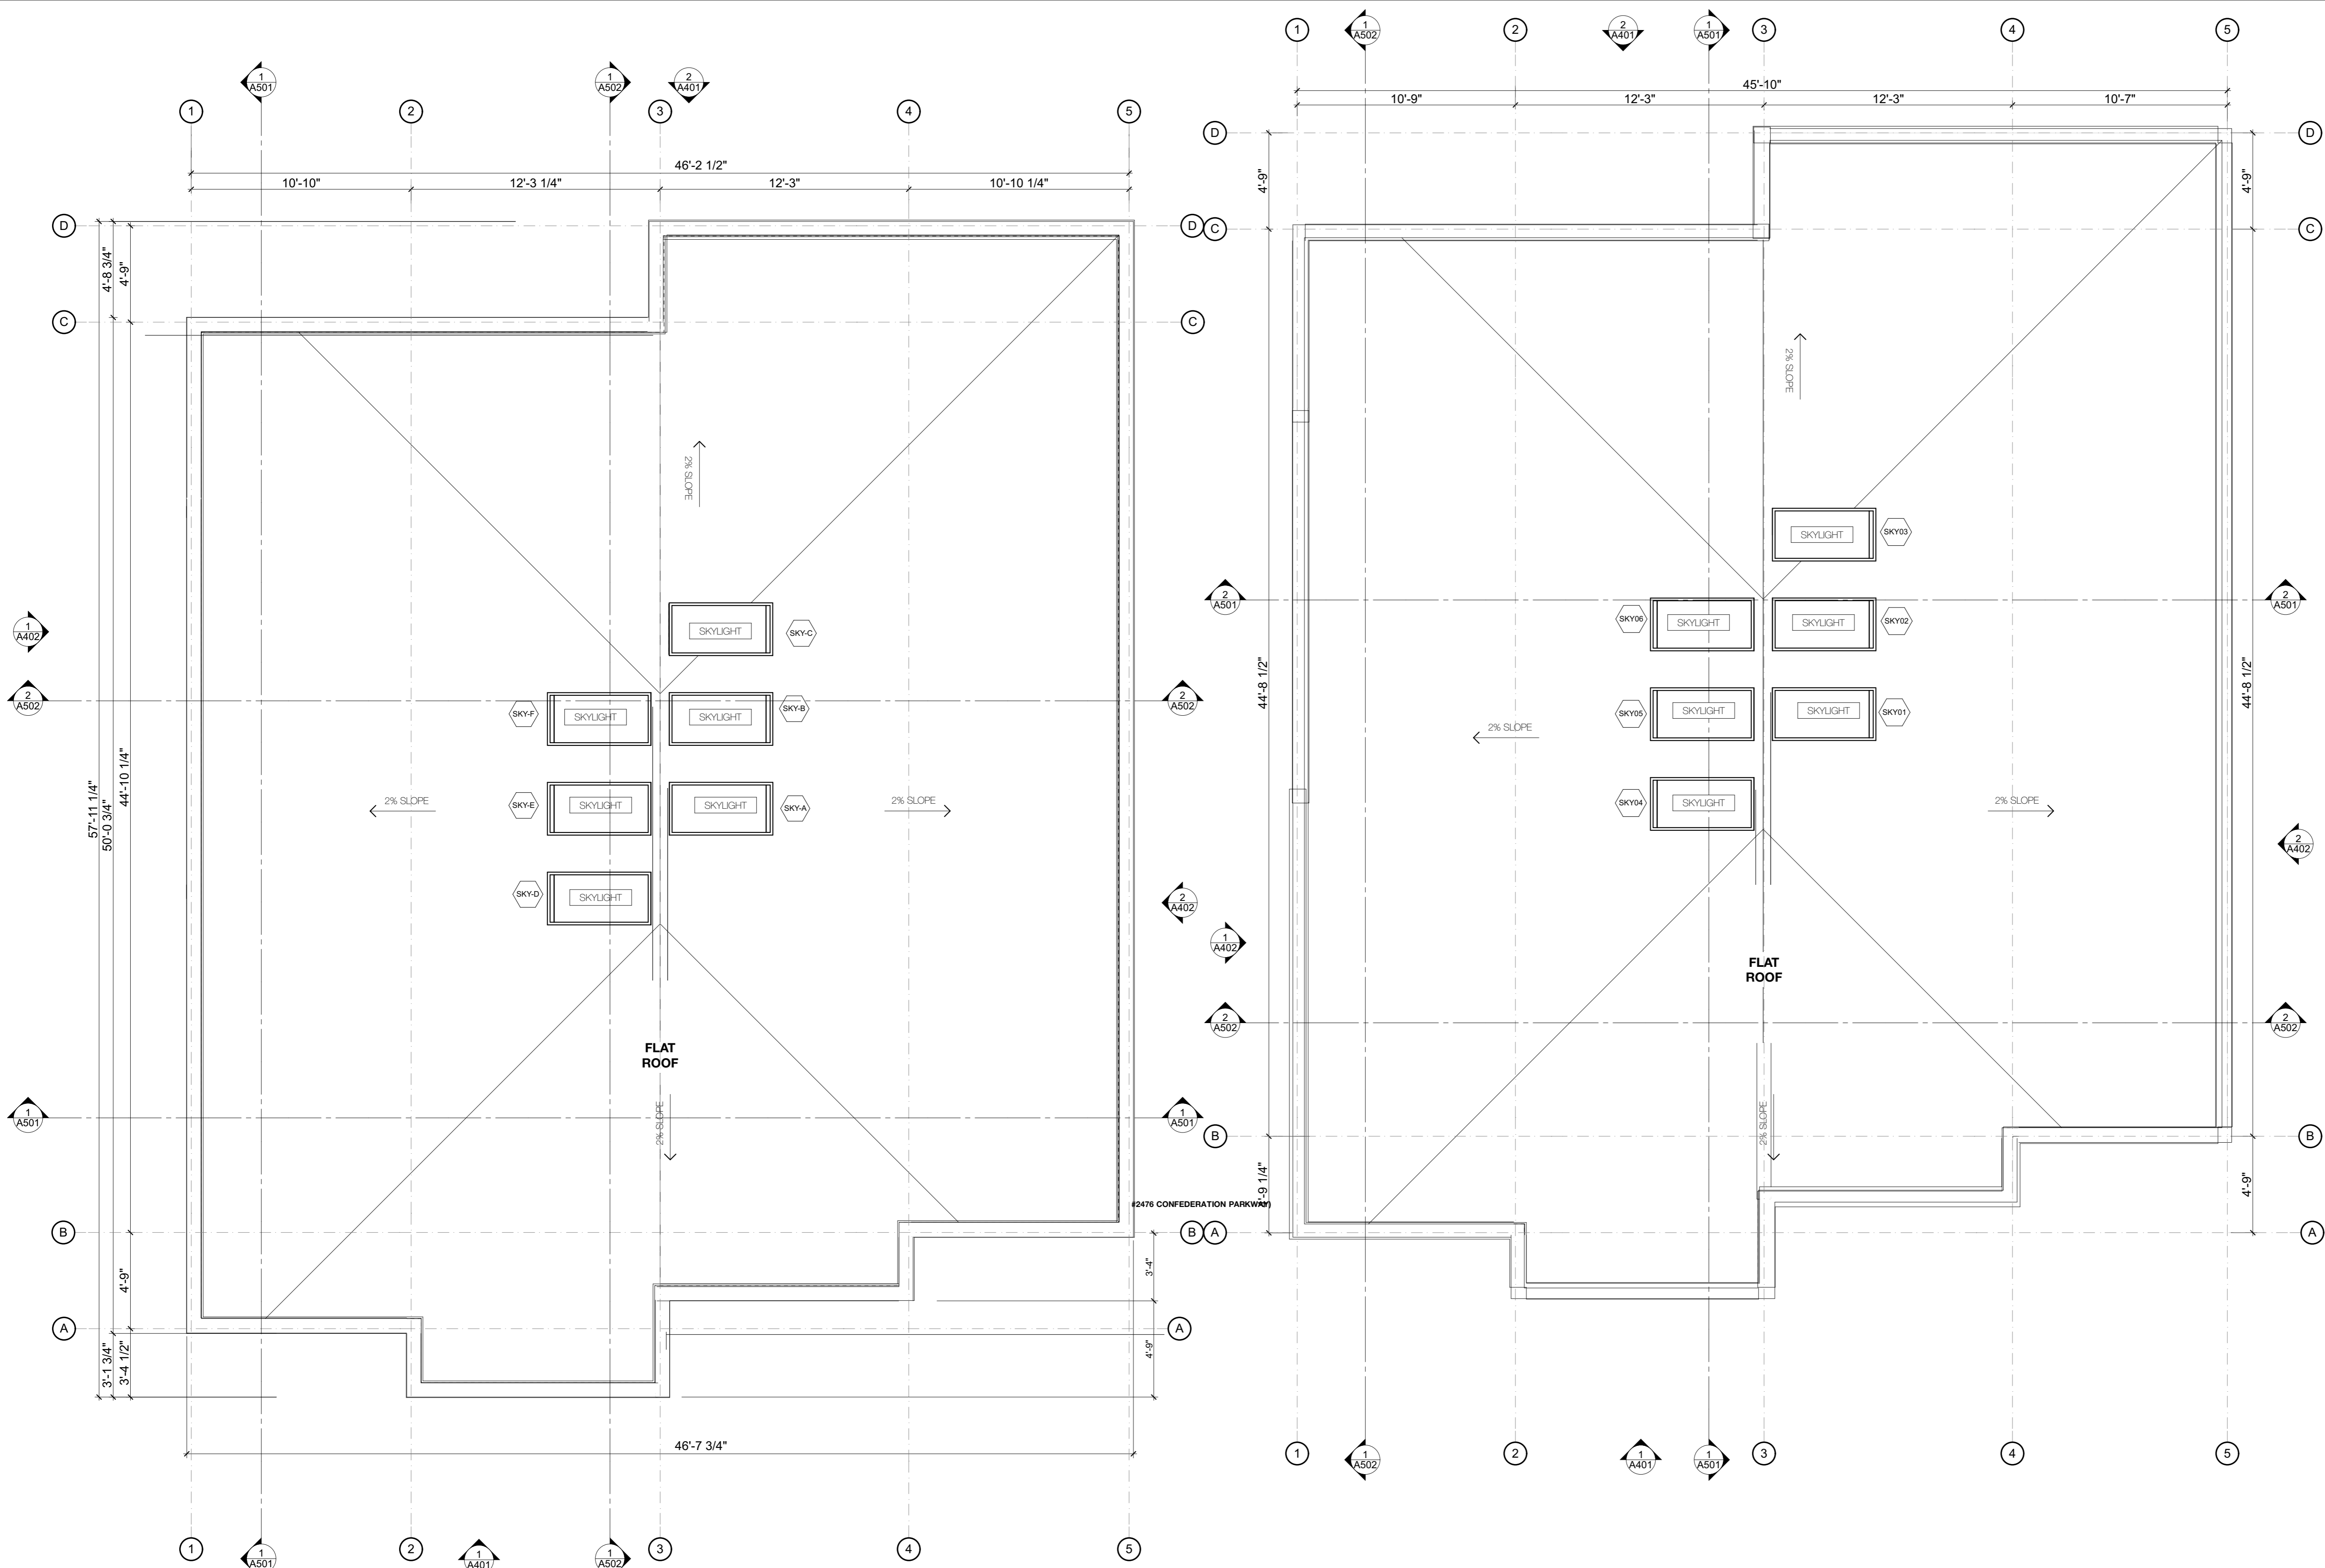 1
A501
1
A502
2
A401
1
2
3
4
5
46'-2 1/2"
10'-10"
12'-3 1/4"
12'-3"
10'-10 1/4"
D
D
C
C
4'-8 3/4"
4'-9"
2% SLOPE
SKYLIGHT
SKY-C
1
A402
2
A502
2
A502
SKY-F
SKYLIGHT
SKYLIGHT
SKY-B
57'-11 1/4"
50'-0 3/4"
44'-10 1/4"
2% SLOPE
SKY-E
SKYLIGHT
SKYLIGHT
SKY-A
2% SLOPE
SKY-D
SKYLIGHT
2
A402
FLAT
ROOF
2% SLOPE
1
A501
1
A501
B
B
A
A
4'-9"
3'-1 3/4"
3'-4 1/2"
3'-4"
4'-9"
46'-7 3/4"
1
1
A501
2
1
A401
1
A502
3
4
5
1
1
A502
2
2
A401
1
A501
3
4
5
45'-10"
10'-9"
12'-3"
12'-3"
10'-7"
D
D
4'-9"
4'-9"
C
C
2% SLOPE
SKYLIGHT
SKY03
2
A501
2
A501
SKY06
SKYLIGHT
SKYLIGHT
SKY02
44'-8 1/2"
44'-8 1/2"
SKY05
SKYLIGHT
SKYLIGHT
SKY01
2% SLOPE
SKY04
SKYLIGHT
2% SLOPE
2
A402
1
A402
FLAT
ROOF
2
A502
2
A502
2% SLOPE
B
B
4'-9"
#2476 CONFEDERATION PARKWAY)
A
A
1
1
A502
2
1
A401
1
A501
3
4
5